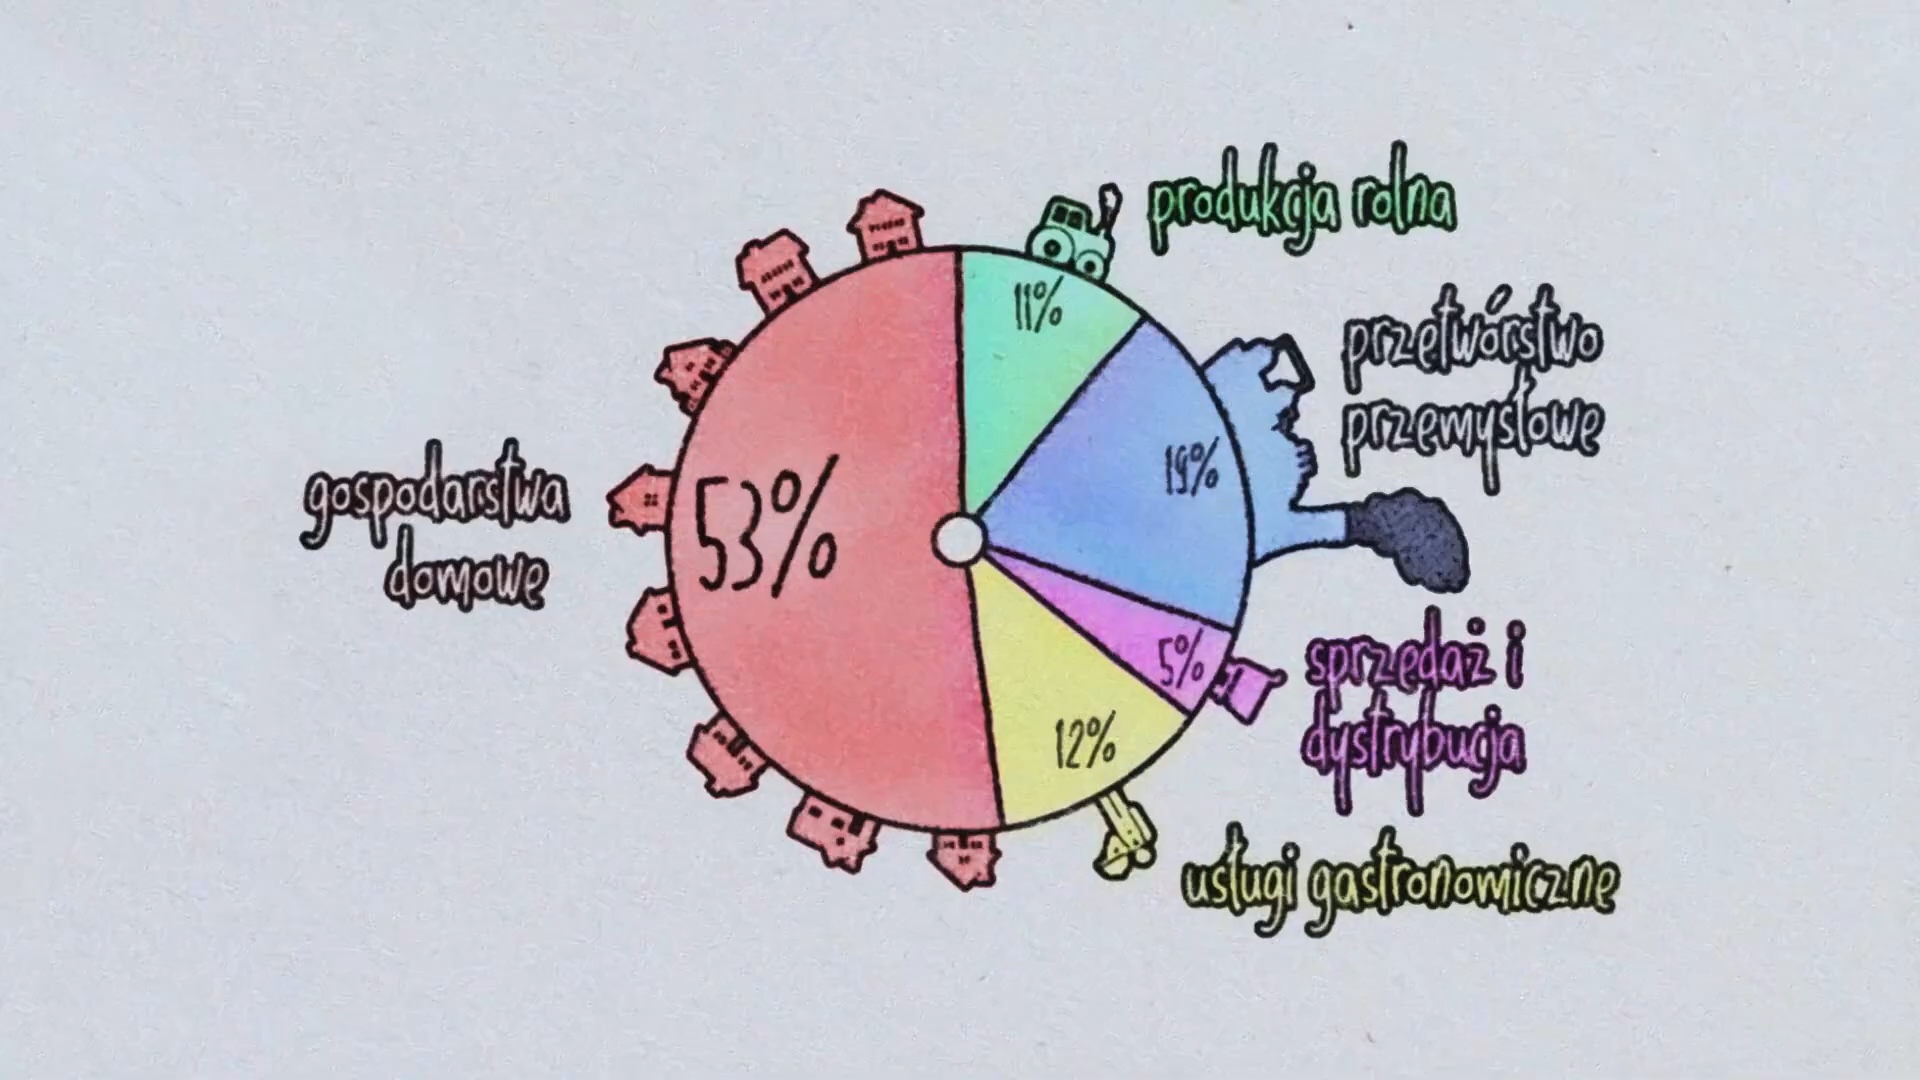 produkcja rolna
11%
przetwórstwo
przemysłowe
19%
gospodarstwa
domowe
53%
sprzedaż i
dystrybucja
5%
12%
usługi gastronomiczne